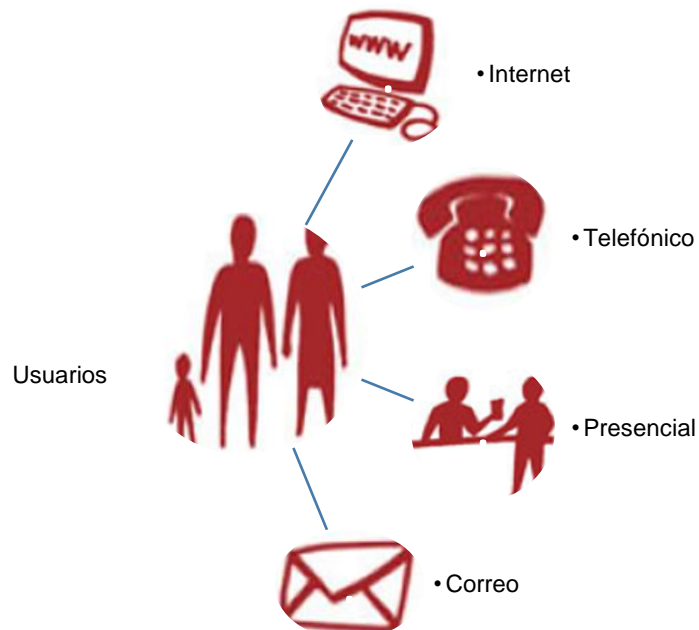 www
• Internet
• Telefónico
Usuarios
• Presencial
• Correo